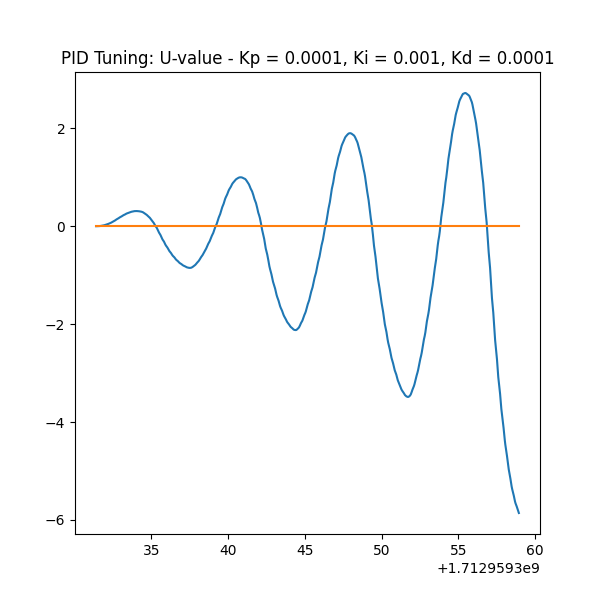 PID Tuning: U-value - Kp = 0.0001, Ki = 0.001, Kd = 0.0001
2
0
−2
−4
−6
35 40 45 50 55 60
+1.7129593e9